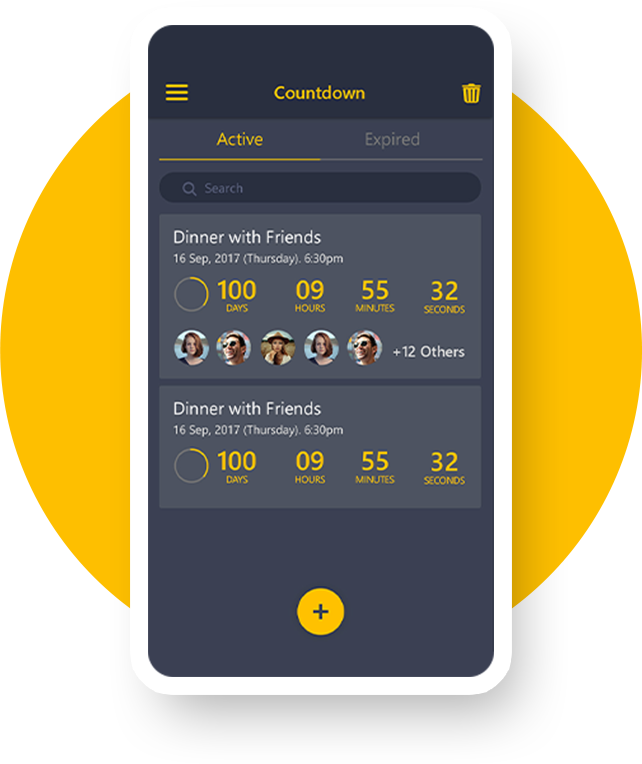 Countdown
Active Expired
Search
Dinner with Friends
16 Sep, 2017 (Thursday). 6:30pm
100 09 55 32
DAYS HOURS MINUTES SECONDS
+12 Others
Dinner with Friends
16 Sep, 2017 (Thursday). 6:30pm
100 09 55 32
DAYS HOURS MINUTES SECONDS
+